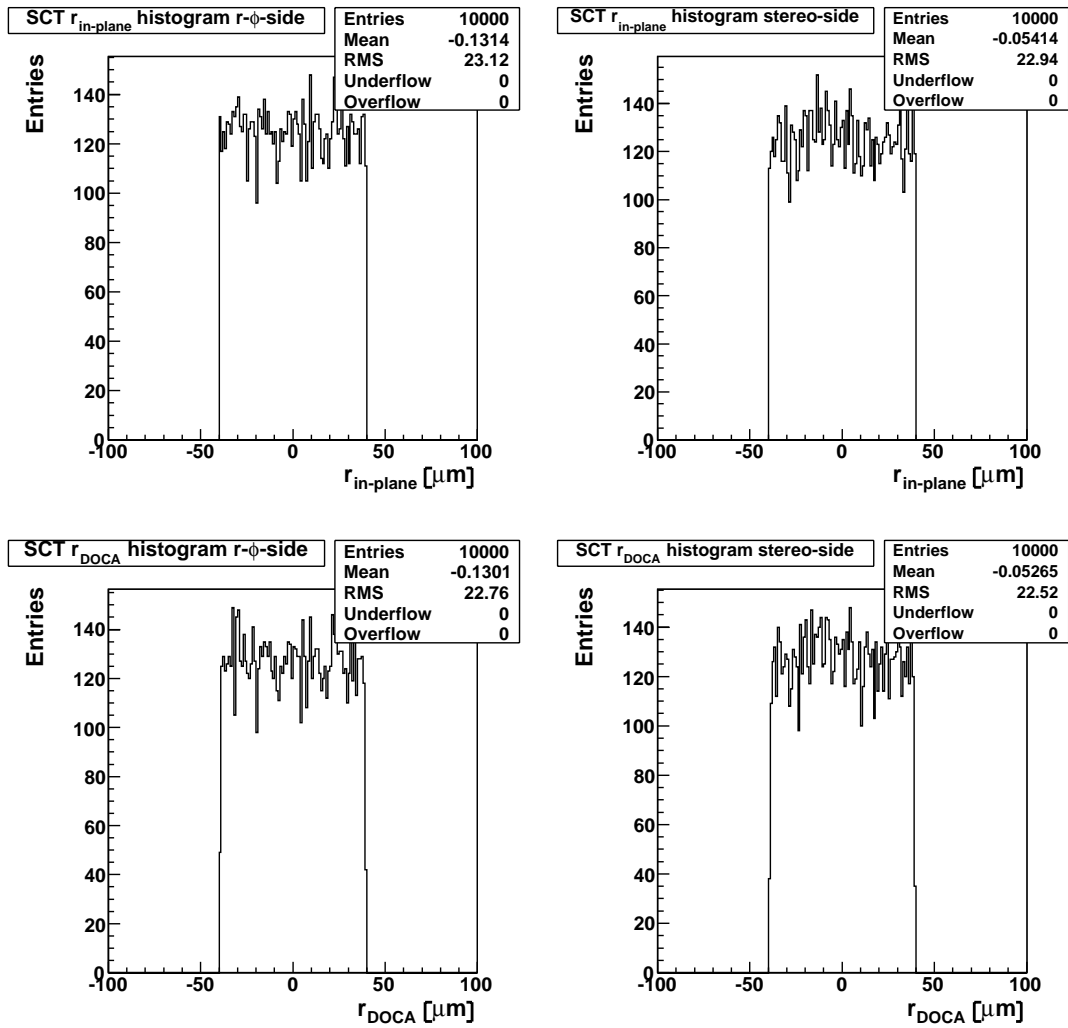 SCT r_in-plane histogram r-ϕ-side
Entries 10000
Mean -0.1314
RMS 23.12
Underflow 0
Overflow 0
Entries
140
120
100
80
60
40
20
0
-100 -50 0 50 100
r_in-plane [μm]
SCT r_in-plane histogram stereo-side
Entries 10000
Mean -0.05414
RMS 22.94
Underflow 0
Overflow 0
Entries
140
120
100
80
60
40
20
0
-100 -50 0 50 100
r_in-plane [μm]
SCT r_DOCA histogram r-ϕ-side
Entries 10000
Mean -0.1301
RMS 22.76
Underflow 0
Overflow 0
Entries
140
120
100
80
60
40
20
0
-100 -50 0 50 100
r_DOCA [μm]
SCT r_DOCA histogram stereo-side
Entries 10000
Mean -0.05265
RMS 22.52
Underflow 0
Overflow 0
Entries
140
120
100
80
60
40
20
0
-100 -50 0 50 100
r_DOCA [μm]